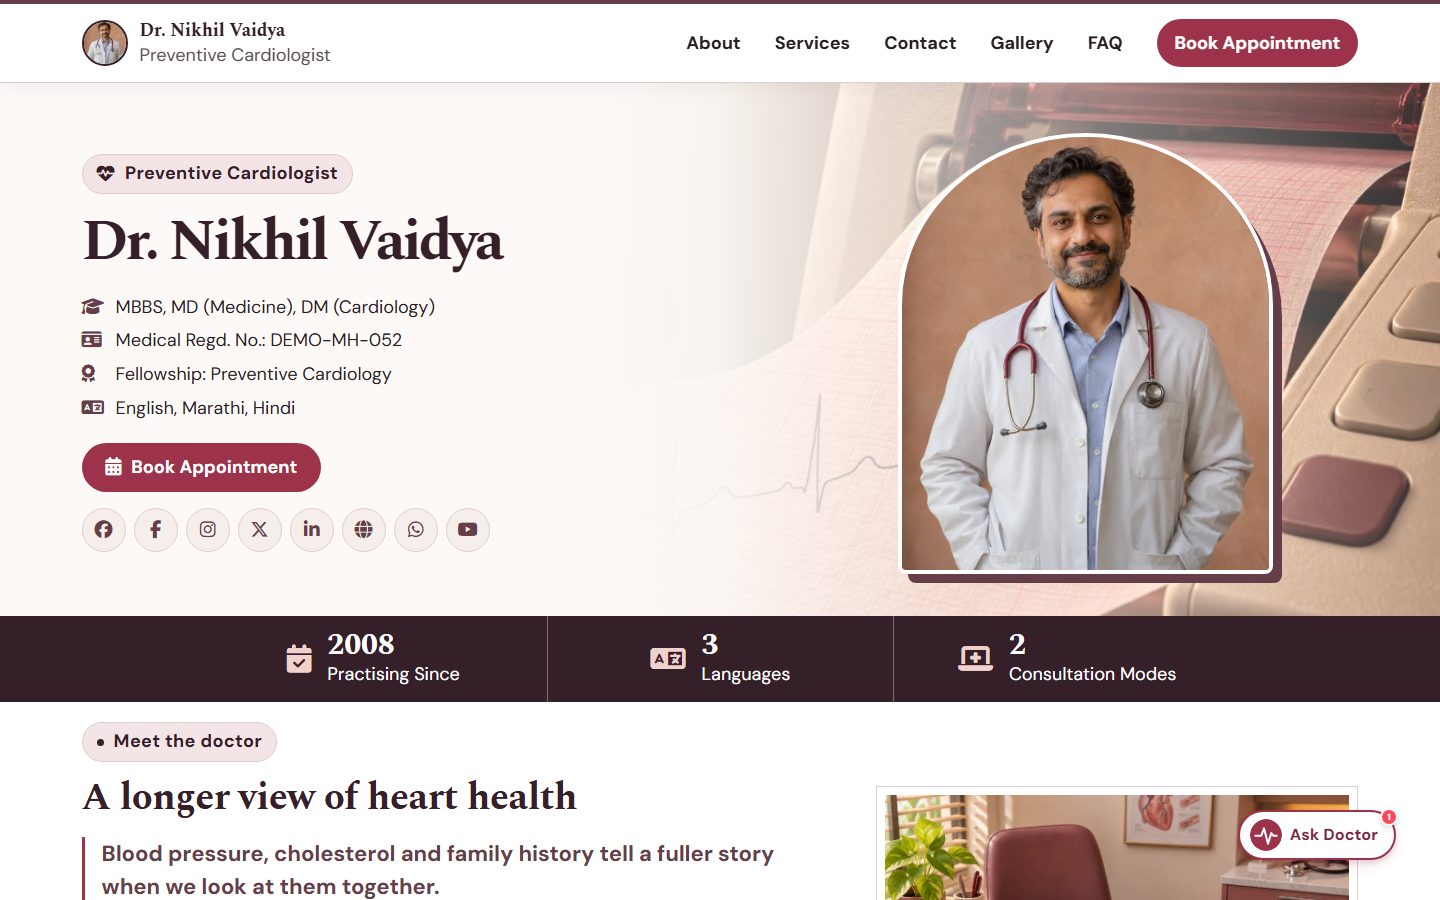 Dr. Nikhil Vaidya
Preventive Cardiologist
About
Services
Contact
Gallery
FAQ
Book Appointment
Preventive Cardiologist
Dr. Nikhil Vaidya
MBBS, MD (Medicine), DM (Cardiology)
Medical Regd. No.: DEMO-MH-052
Fellowship: Preventive Cardiology
English, Marathi, Hindi
Book Appointment
2008
Practising Since
3
Languages
2
Consultation Modes
Meet the doctor
A longer view of heart health
Blood pressure, cholesterol and family history tell a fuller story
when we look at them together.
1
Ask Doctor